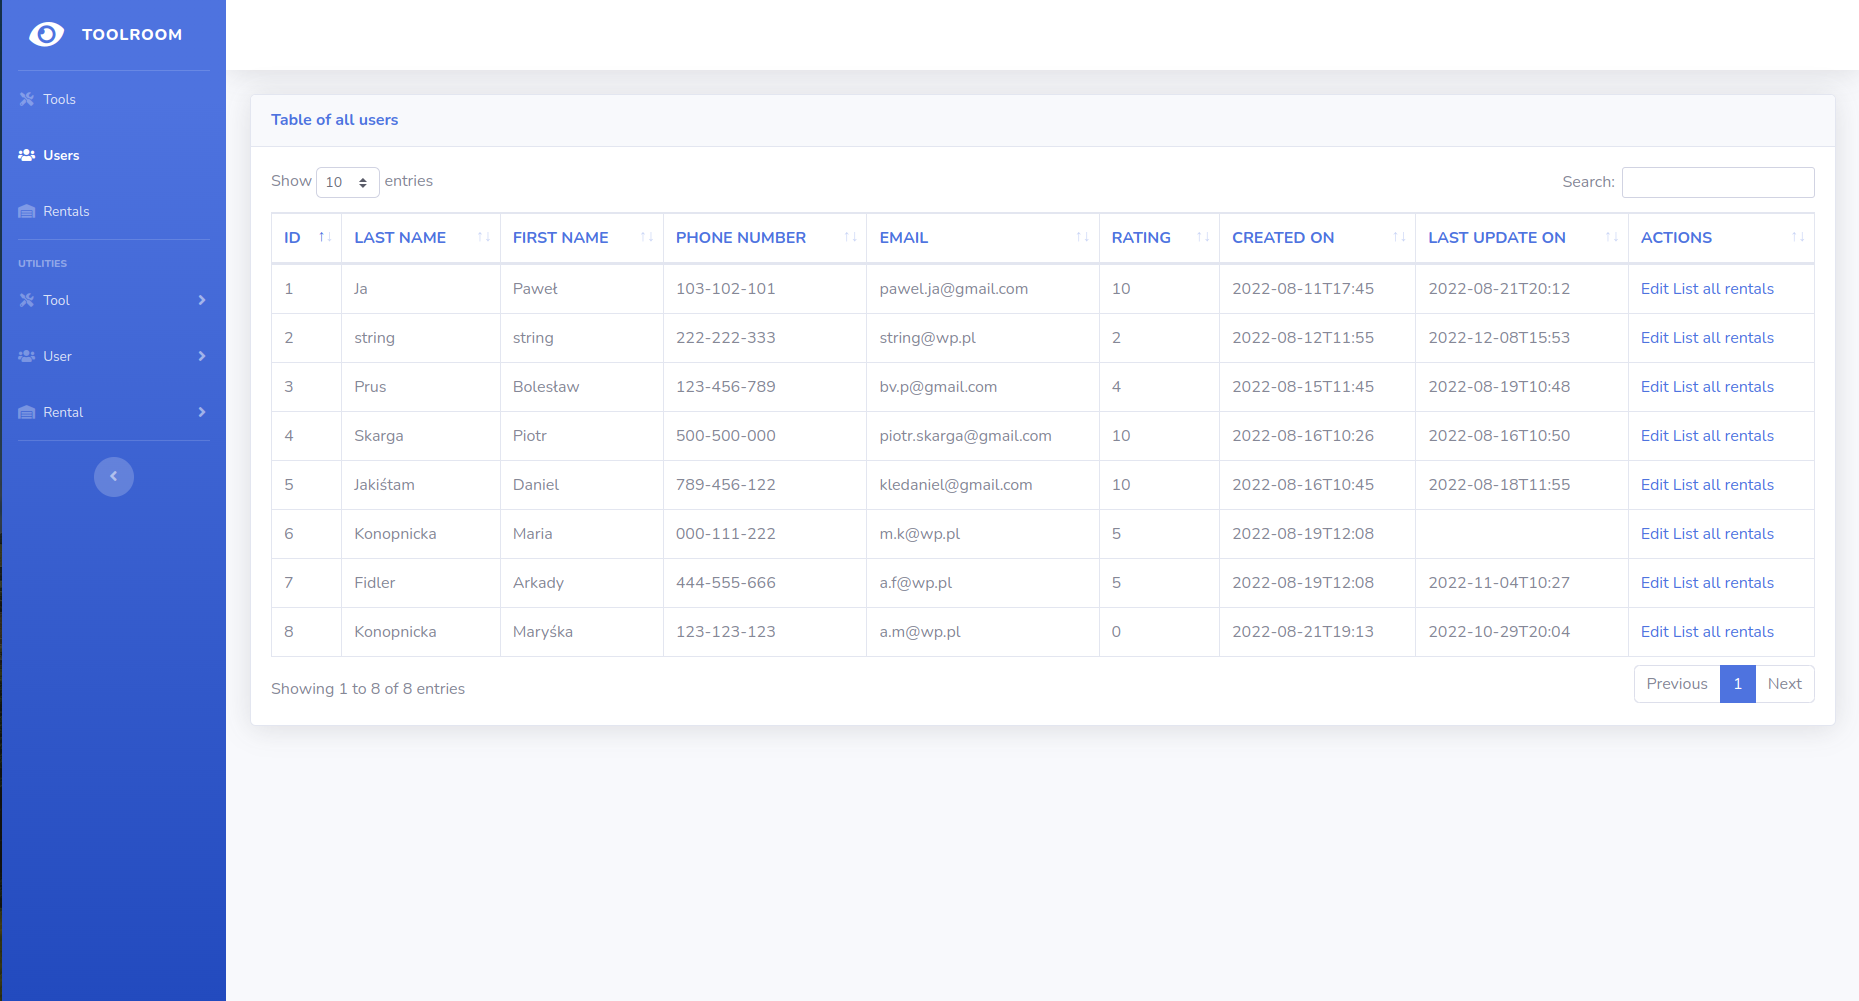 TOOLROOM
Tools
Users
Rentals
UTILITIES
Tool
User
Rental
Table of all users
Show 10 entries
Search:
ID LAST NAME FIRST NAME PHONE NUMBER EMAIL RATING CREATED ON LAST UPDATE ON ACTIONS
1 Ja Paweł 103-102-101 pawel.ja@gmail.com 10 2022-08-11T17:45 2022-08-21T20:12 Edit List all rentals
2 string string 222-222-333 string@wp.pl 2 2022-08-12T11:55 2022-12-08T15:53 Edit List all rentals
3 Prus Bolesław 123-456-789 bv.p@gmail.com 4 2022-08-15T11:45 2022-08-19T10:48 Edit List all rentals
4 Skarga Piotr 500-500-000 piotr.skarga@gmail.com 10 2022-08-16T10:26 2022-08-16T10:50 Edit List all rentals
5 Jakiśtam Daniel 789-456-122 kledaniel@gmail.com 10 2022-08-16T10:45 2022-08-18T11:55 Edit List all rentals
6 Konopnicka Maria 000-111-222 m.k@wp.pl 5 2022-08-19T12:08 Edit List all rentals
7 Fidler Arkady 444-555-666 a.f@wp.pl 5 2022-08-19T12:08 2022-11-04T10:27 Edit List all rentals
8 Konopnicka Maryśka 123-123-123 a.m@wp.pl 0 2022-08-21T19:13 2022-10-29T20:04 Edit List all rentals
Showing 1 to 8 of 8 entries
Previous 1 Next